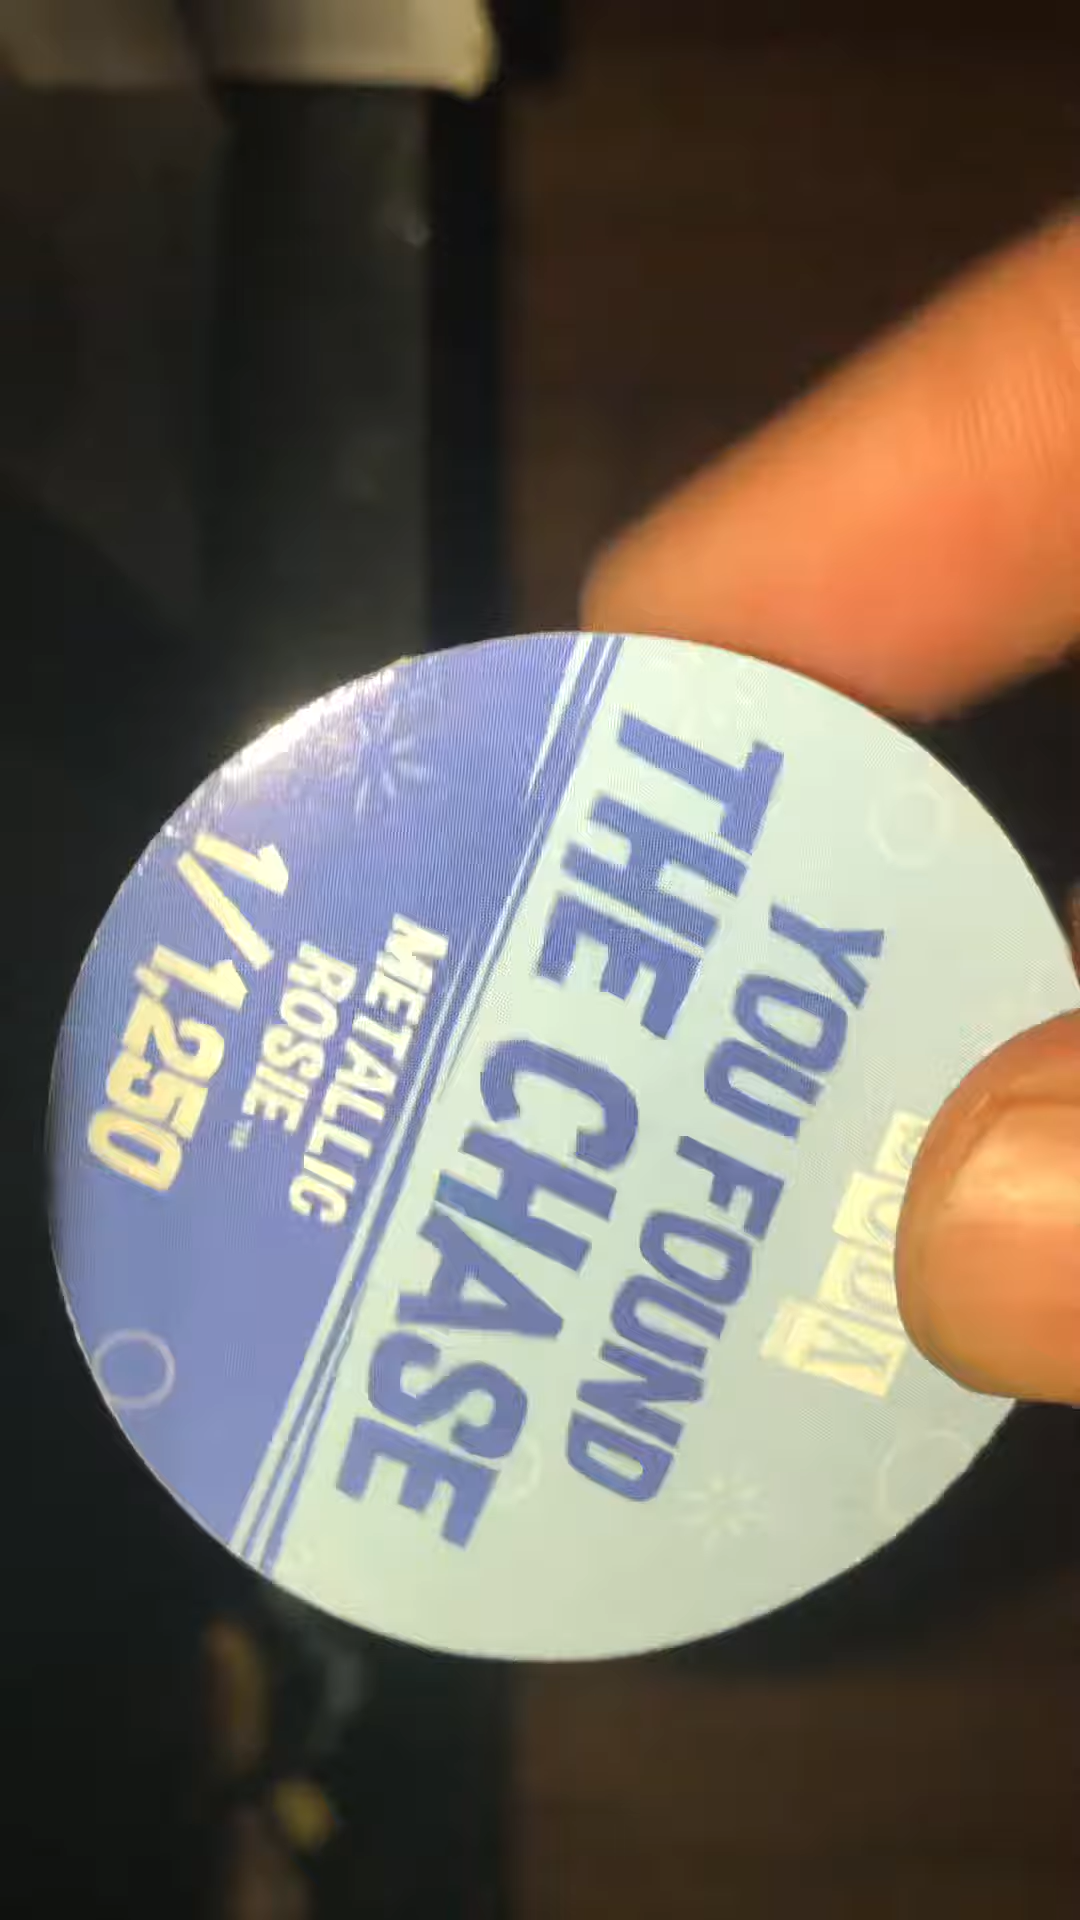 YOU FOUND
THE CHASE
METALLIC
ROSIE™
1/1,250